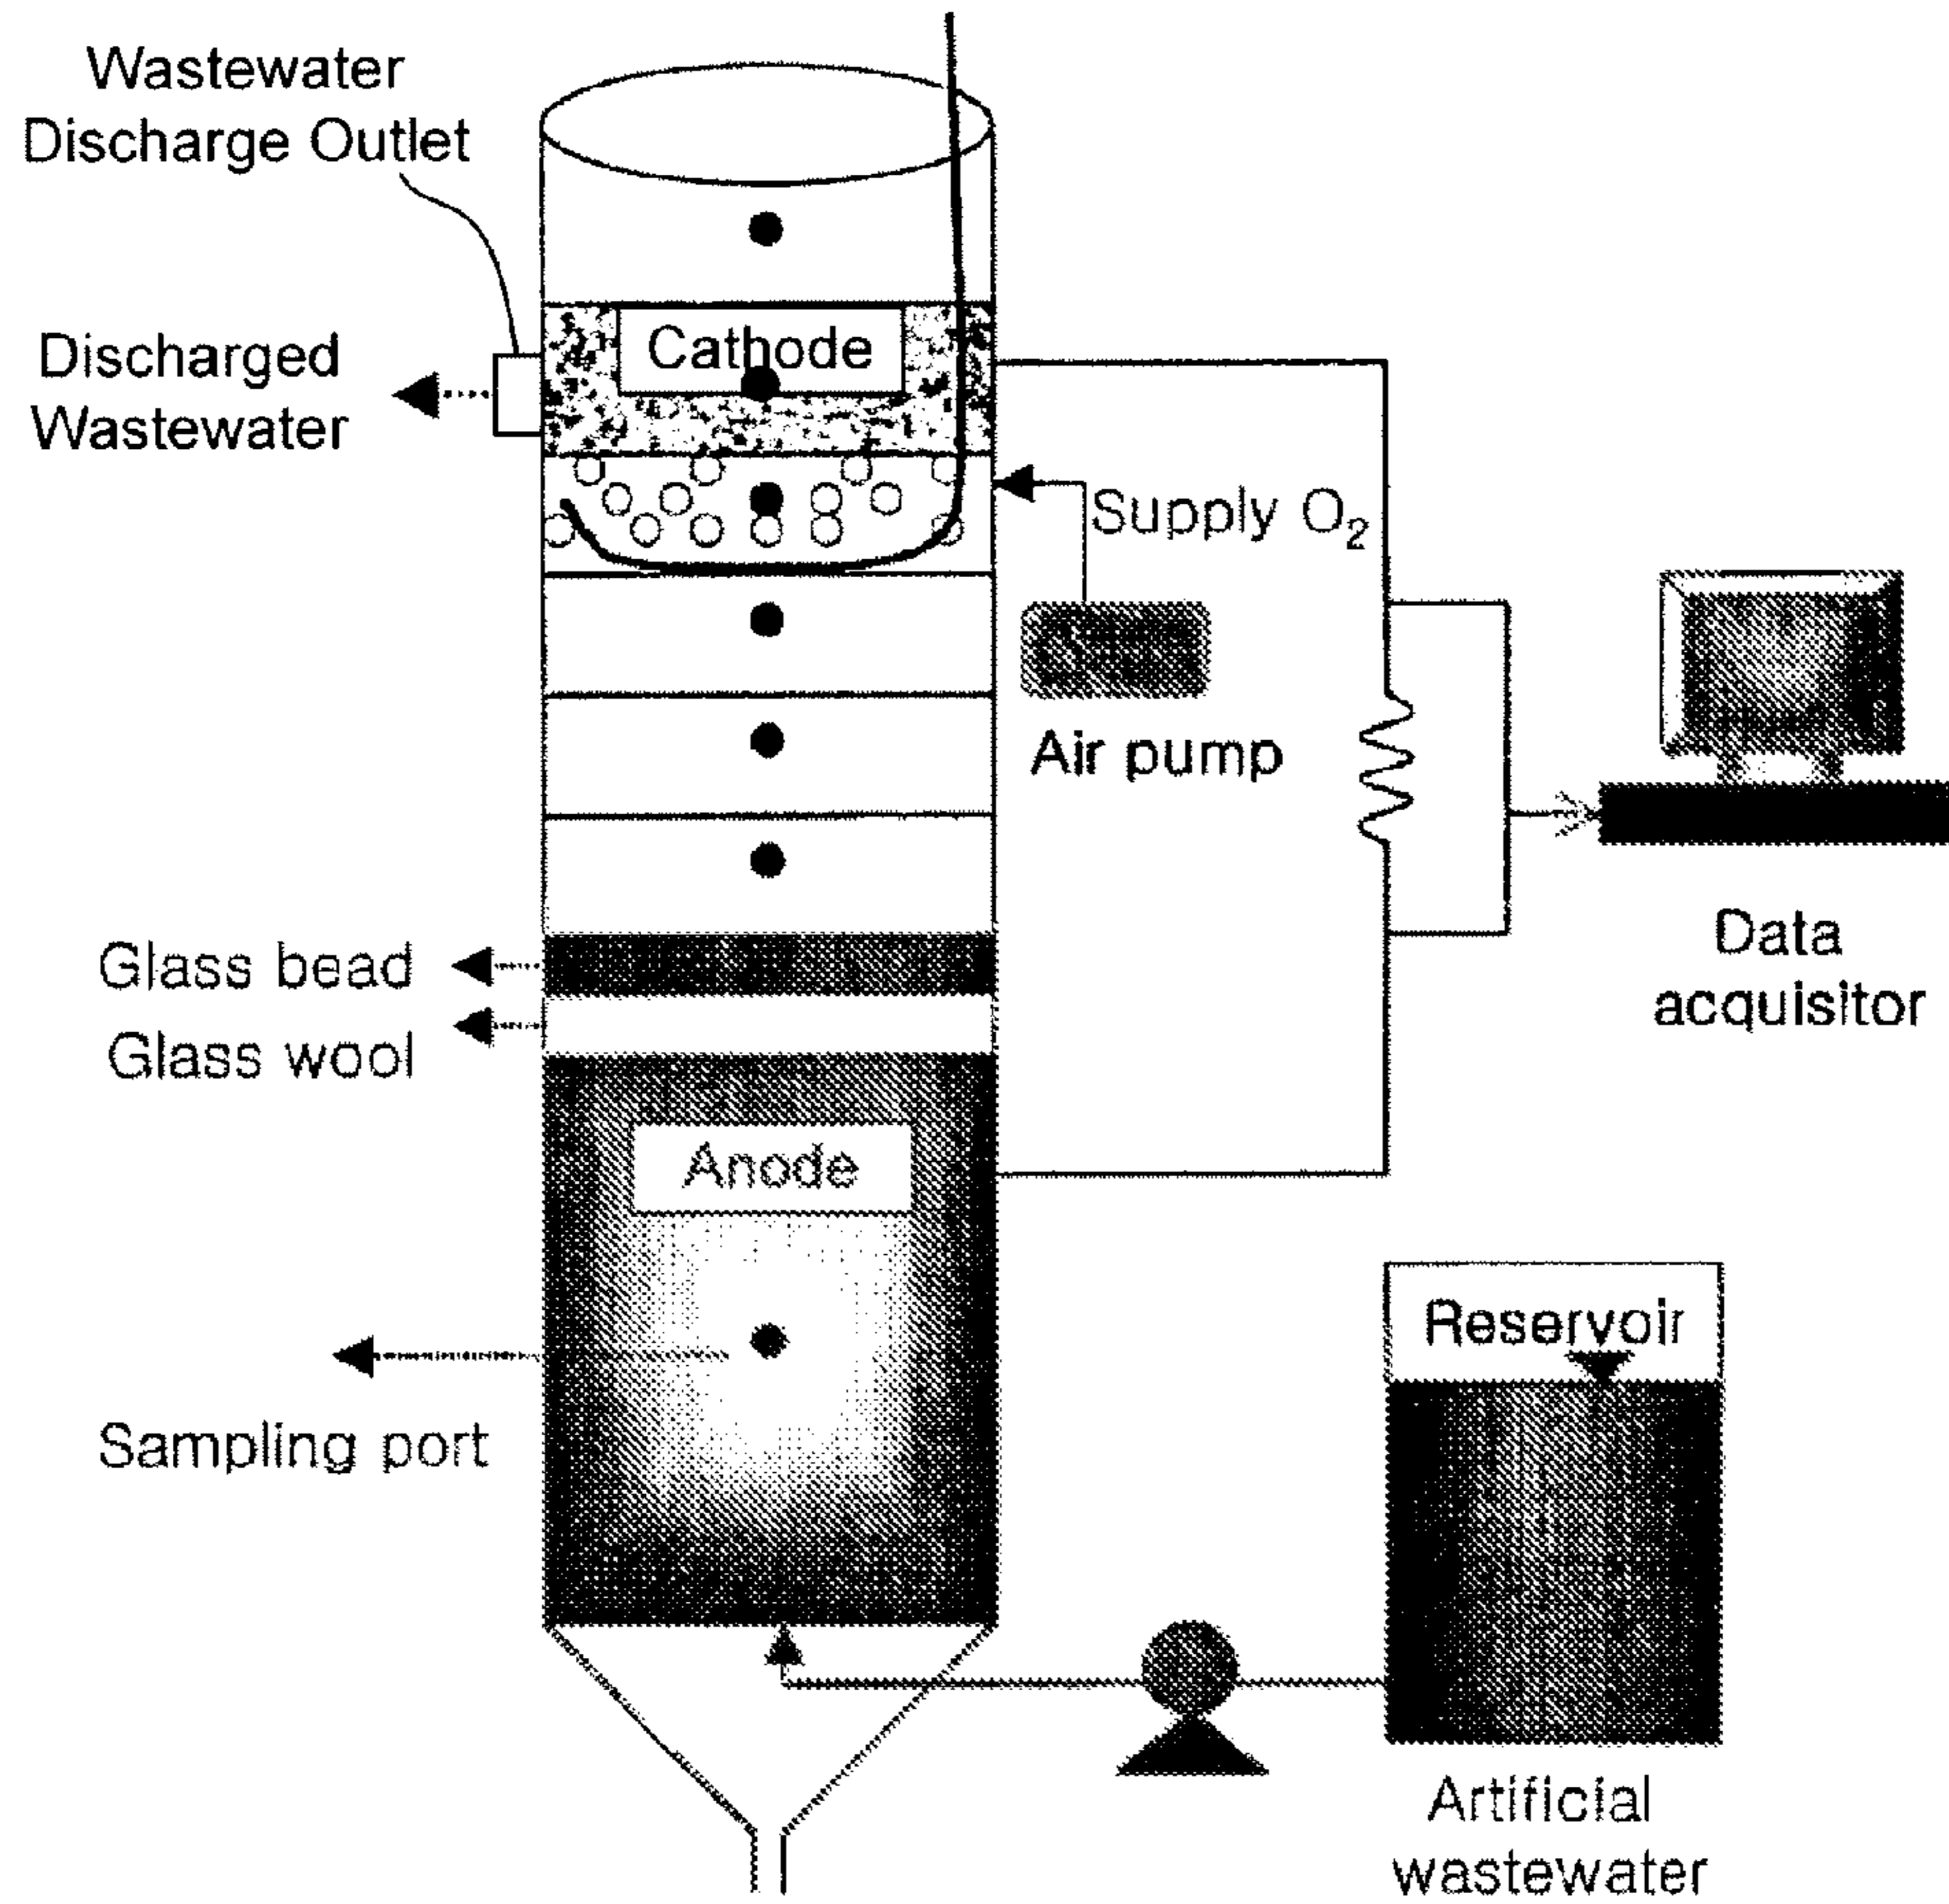 Wastewater
Discharge Outlet
Discharged
Wastewater
Cathode
Supply O₂
Air pump
Data
acquisitor
Glass bead
Glass wool
Anode
Sampling port
Reservoir
Artificial
wastewater